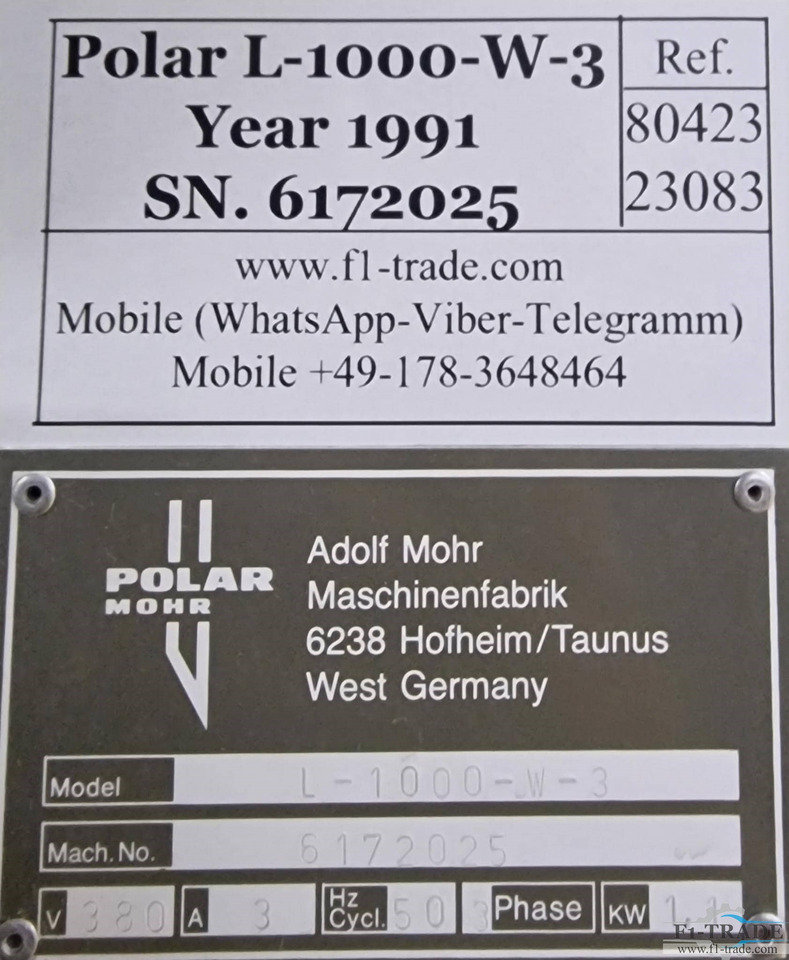 Polar L-1000-W-3
Year 1991
SN. 6172025
Ref.
80423
23083
www.f1-trade.com
Mobile (WhatsApp-Viber-Telegramm)
Mobile +49-178-3648464
POLAR
MOHR
Adolf Mohr
Maschinenfabrik
6238 Hofheim/Taunus
West Germany
Model L-1000-W-3
Mach. No. 6172025
V 380 A 3 Hz Cycl. 50 3 Phase KW
F1-TRADE
www.f1-trade.com